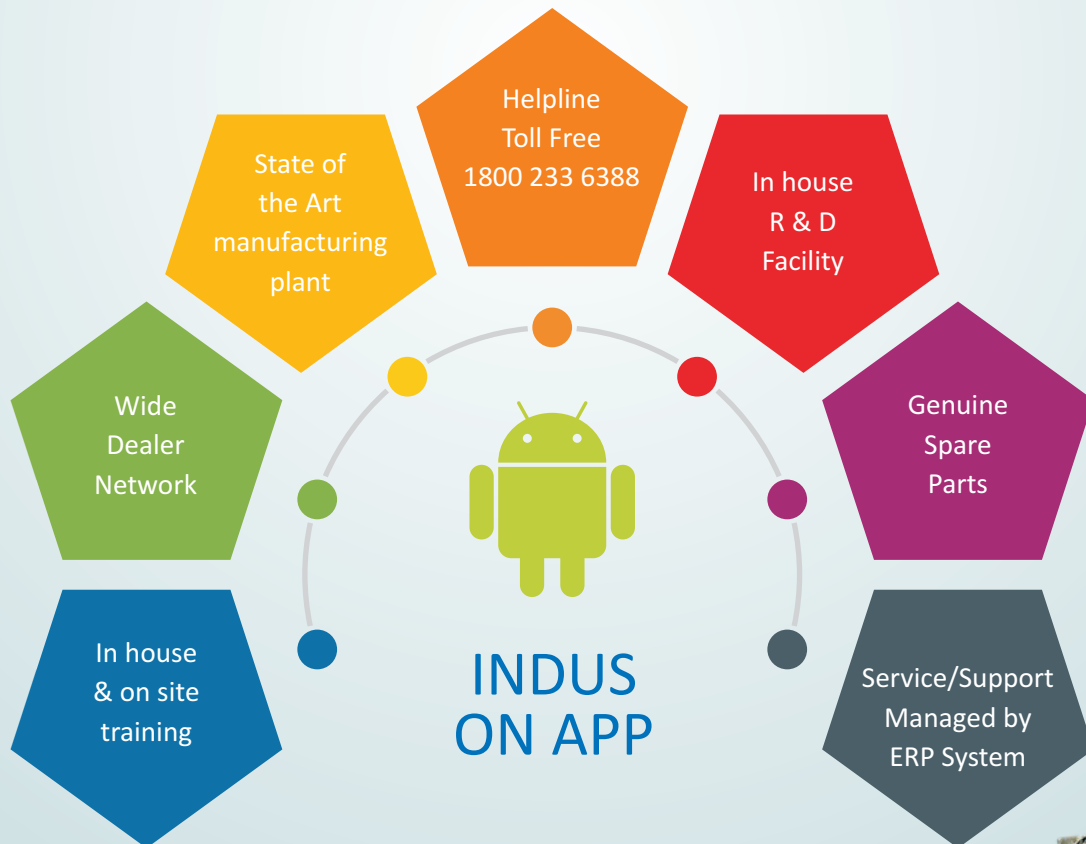 Helpline
Toll Free
1800 233 6388
State of
the Art
manufacturing
plant
In house
R & D
Facility
Wide
Dealer
Network
Genuine
Spare
Parts
In house
& on site
training
INDUS
ON APP
Service/Support
Managed by
ERP System